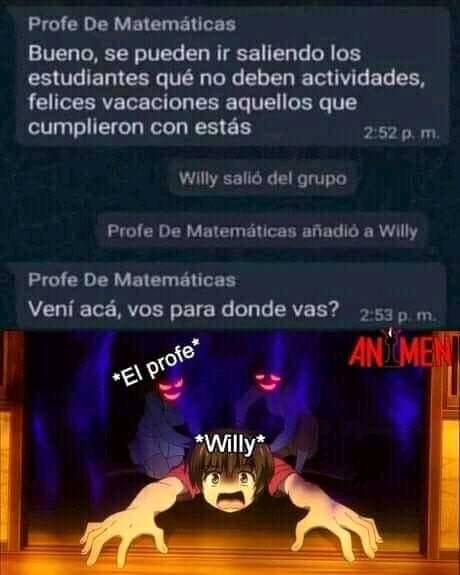 Profe De Matemáticas
Bueno, se pueden ir saliendo los
estudiantes qué no deben actividades,
felices vacaciones aquellos que
cumplieron con estás
2:52 p. m.
Willy salió del grupo
Profe De Matemáticas añadió a Willy
Profe De Matemáticas
Vení acá, vos para donde vas?
2:53 p. m.
*El profe*
ANIMEN
*Willy*